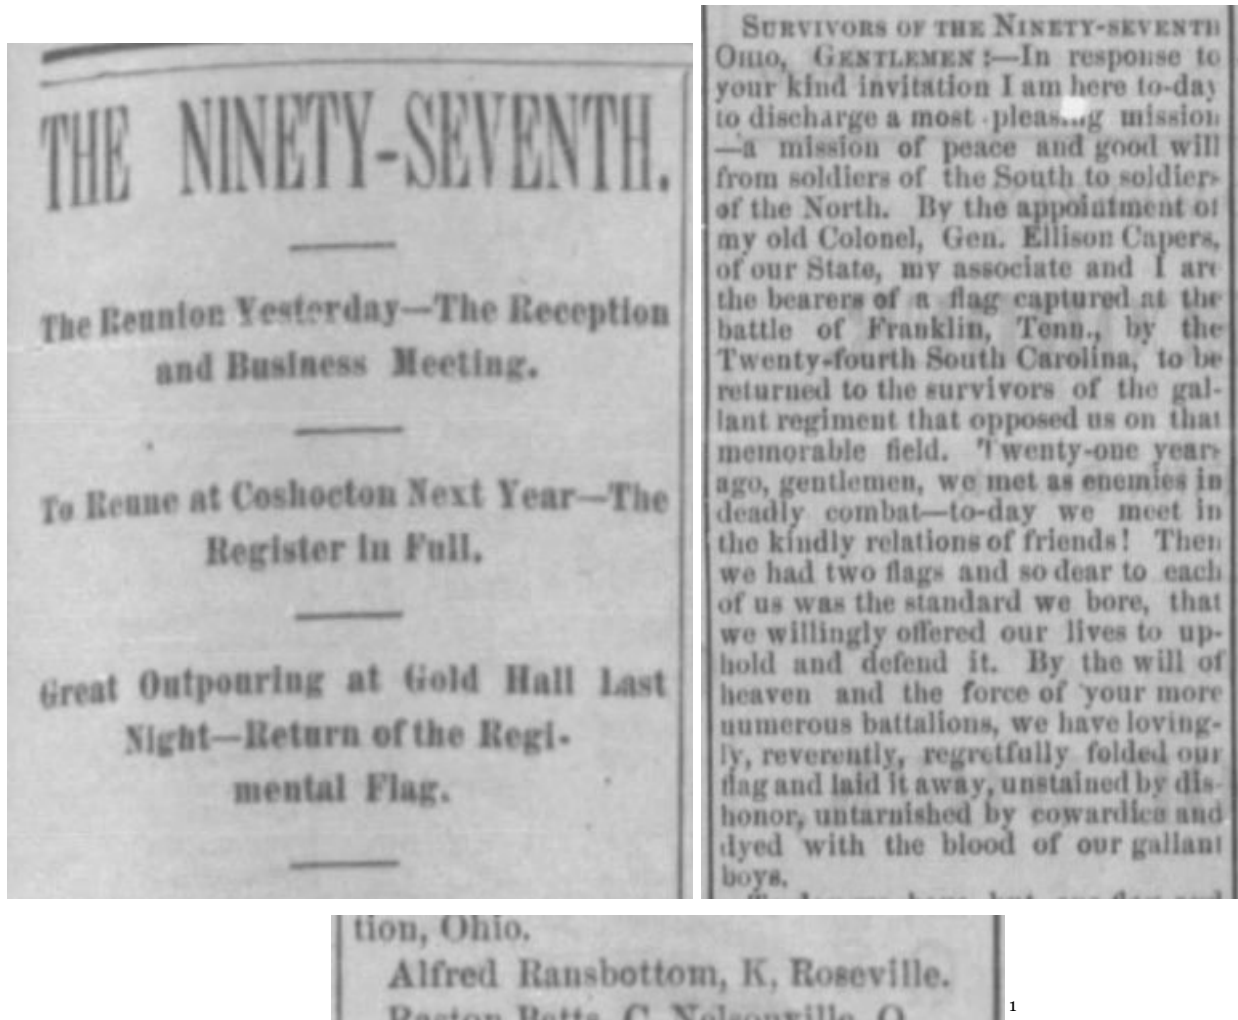 THE NINETY-SEVENTH.
The Reunion Yesterday—The Reception
and Business Meeting.
To Reune at Coshocton Next Year—The
Register in Full.
Great Outpouring at Gold Hall Last
Night—Return of the Regi-
mental Flag.
SURVIVORS OF THE NINETY-SEVENTH
OHIO, GENTLEMEN:—In response to
your kind invitation I am here to-day
to discharge a most pleasing mission
—a mission of peace and good will
from soldiers of the South to soldiers
of the North. By the appointment of
my old Colonel, Gen. Ellison Capers,
of our State, my associate and I are
the bearers of a flag captured at the
battle of Franklin, Tenn., by the
Twenty-fourth South Carolina, to be
returned to the survivors of the gal-
lant regiment that opposed us on that
memorable field. Twenty-one years
ago, gentlemen, we met as enemies in
deadly combat—to-day we meet in
the kindly relations of friends! Then
we had two flags and so dear to each
of us was the standard we bore, that
we willingly offered our lives to up-
hold and defend it. By the will of
heaven and the force of your more
numerous battalions, we have loving-
ly, reverently, regretfully folded our
flag and laid it away, unstained by dis-
honor, untarnished by cowardice and
dyed with the blood of our gallant
boys.
tion, Ohio.
Alfred Ransbottom, K, Roseville.
Betts, C, Nelsonville, O.
1